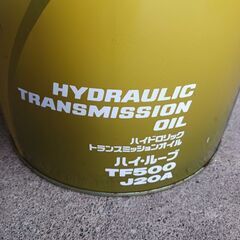 HYDRAULIC
TRANSMISSION
OIL
ハイドロリック
トランスミッションオイル
ハイ・ループ
TF500
J20A